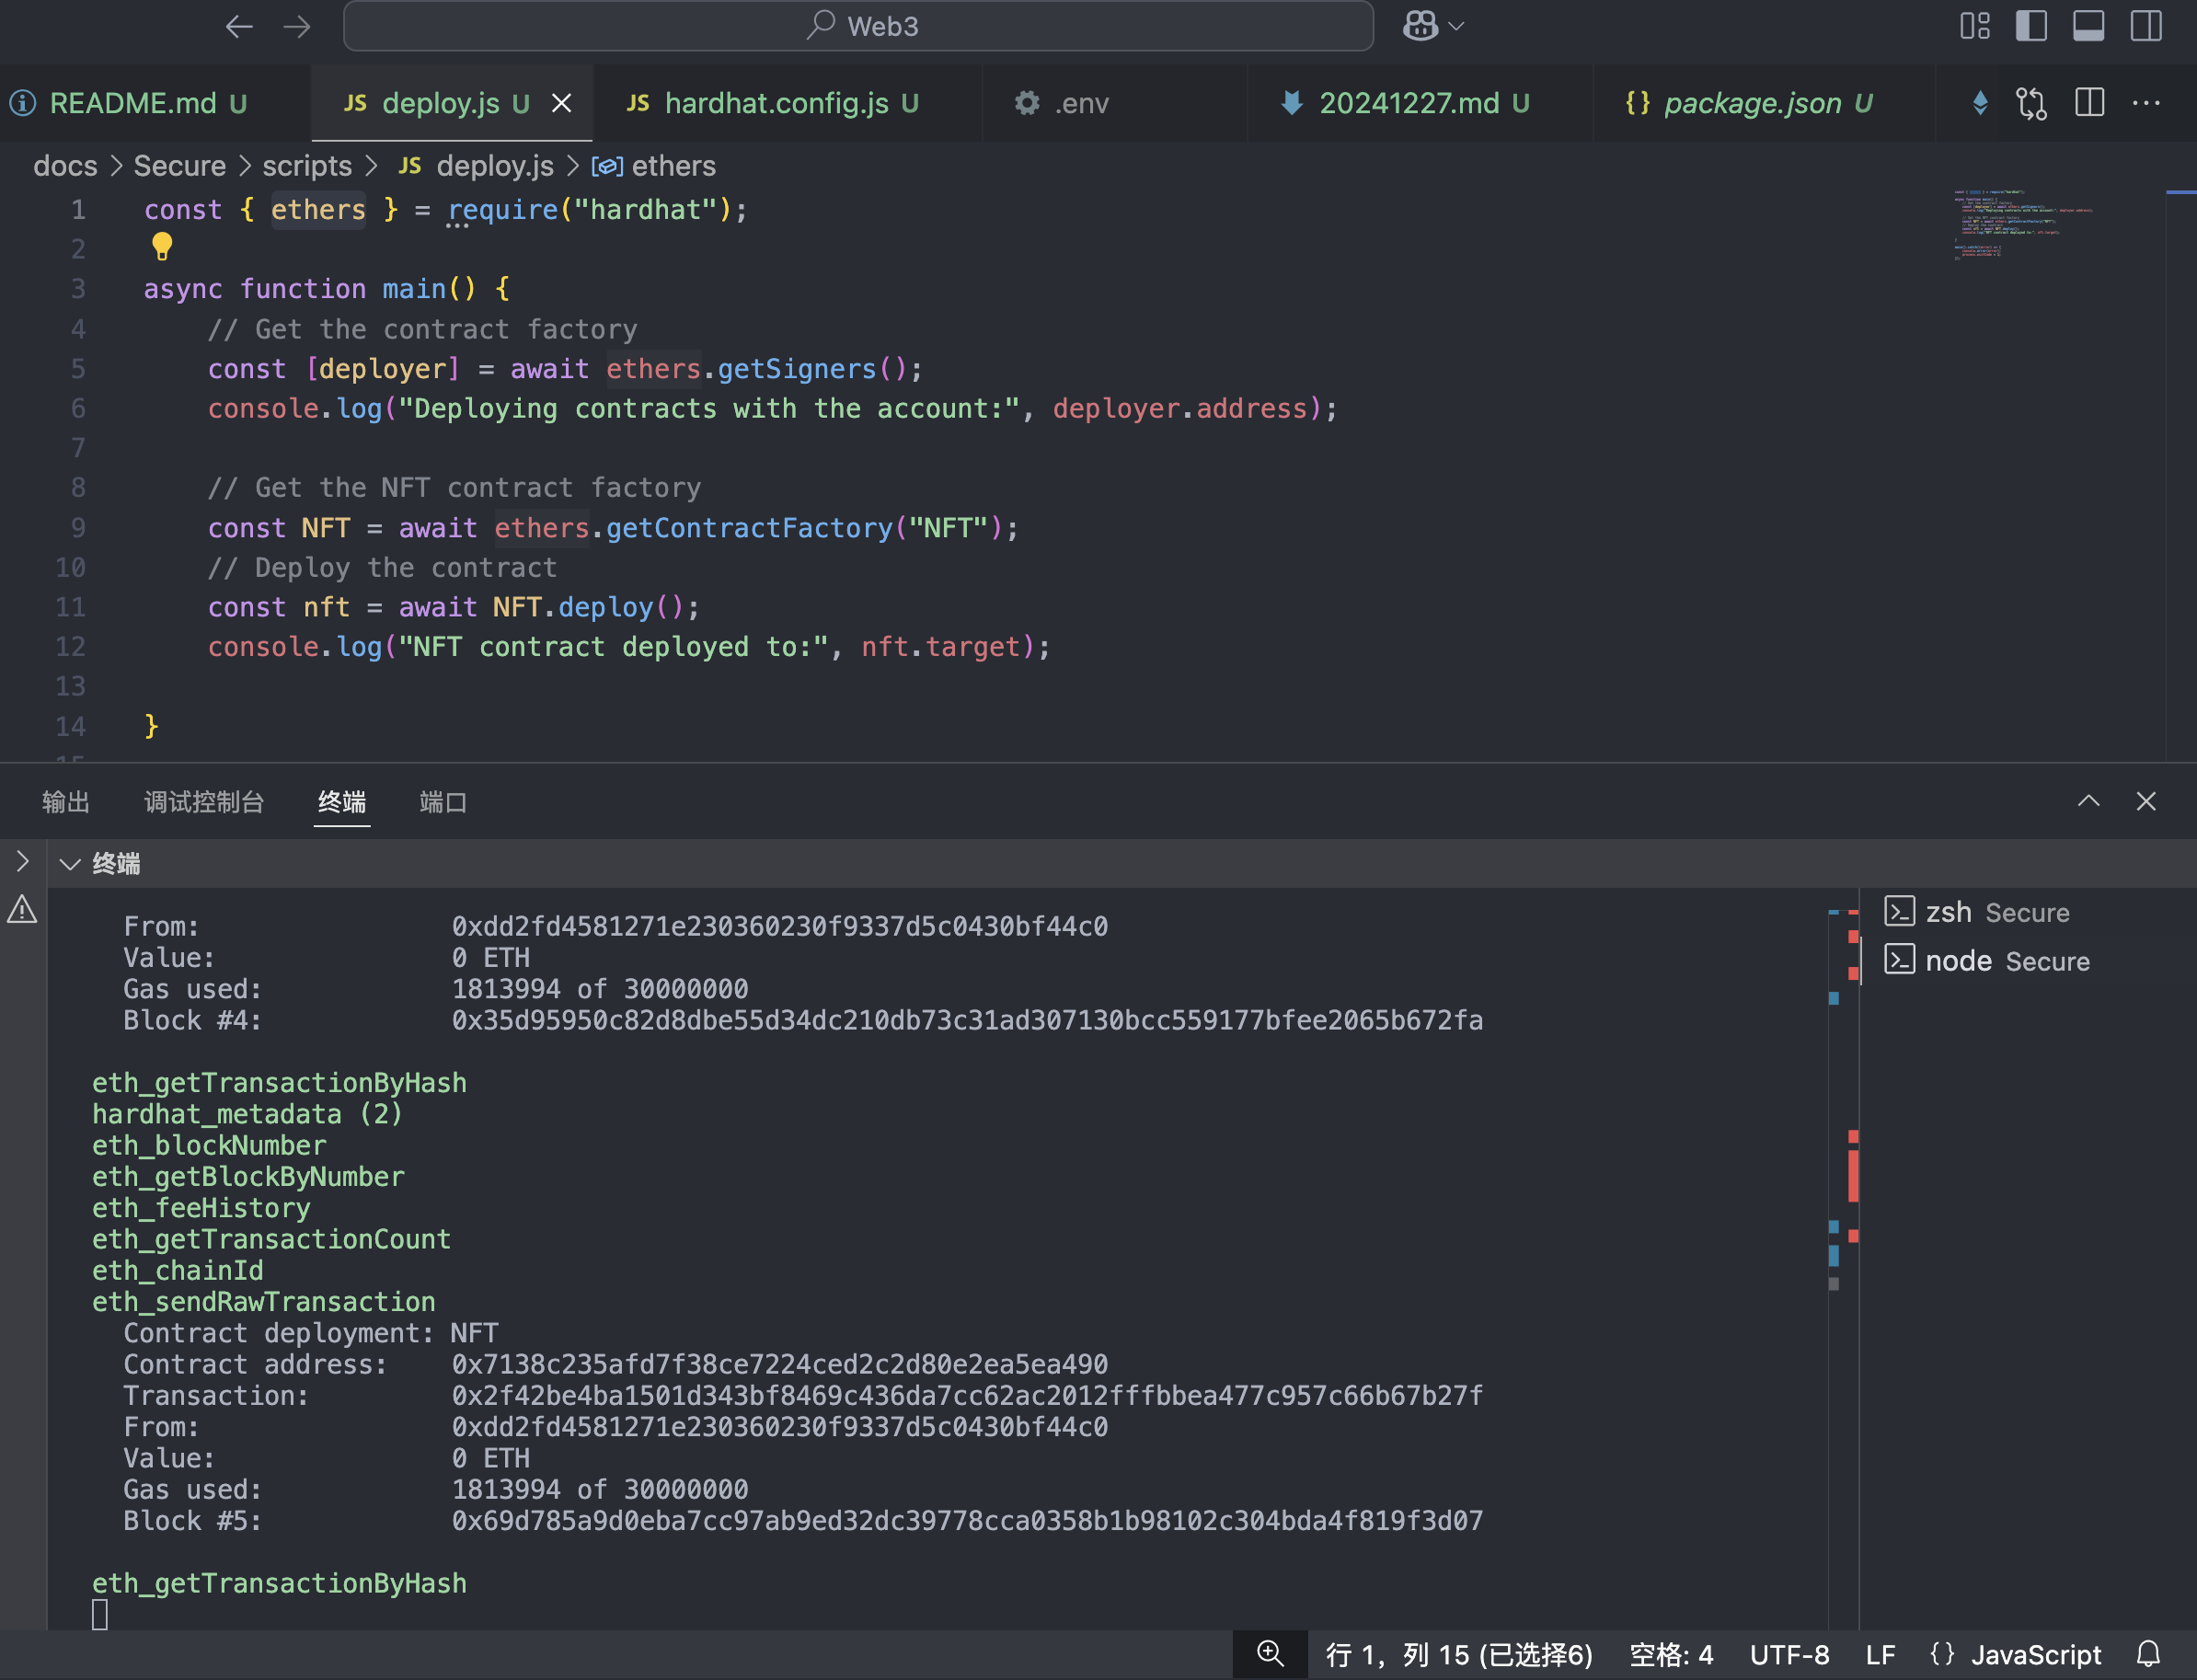 Web3
README.md U
JS deploy.js U
JS hardhat.config.js U
.env
20241227.md U
{} package.json U
docs > Secure > scripts > JS deploy.js > ethers
1 const { ethers } = require("hardhat");
2
3 async function main() {
4 // Get the contract factory
5 const [deployer] = await ethers.getSigners();
6 console.log("Deploying contracts with the account:", deployer.address);
7
8 // Get the NFT contract factory
9 const NFT = await ethers.getContractFactory("NFT");
10 // Deploy the contract
11 const nft = await NFT.deploy();
12 console.log("NFT contract deployed to:", nft.target);
13
14 }
15
输出 调试控制台 终端 端口
终端
From: 0xdd2fd4581271e230360230f9337d5c0430bf44c0
Value: 0 ETH
Gas used: 1813994 of 30000000
Block #4: 0x35d95950c82d8dbe55d34dc210db73c31ad307130bcc559177bfee2065b672fa
eth_getTransactionByHash
hardhat_metadata (2)
eth_blockNumber
eth_getBlockByNumber
eth_feeHistory
eth_getTransactionCount
eth_chainId
eth_sendRawTransaction
Contract deployment: NFT
Contract address: 0x7138c235afd7f38ce7224ced2c2d80e2ea5ea490
Transaction: 0x2f42be4ba1501d343bf8469c436da7cc62ac2012fffbbea477c957c66b67b27f
From: 0xdd2fd4581271e230360230f9337d5c0430bf44c0
Value: 0 ETH
Gas used: 1813994 of 30000000
Block #5: 0x69d785a9d0eba7cc97ab9ed32dc39778cca0358b1b98102c304bda4f819f3d07
eth_getTransactionByHash
zsh Secure
node Secure
行 1，列 15 (已选择6) 空格: 4 UTF-8 LF {} JavaScript